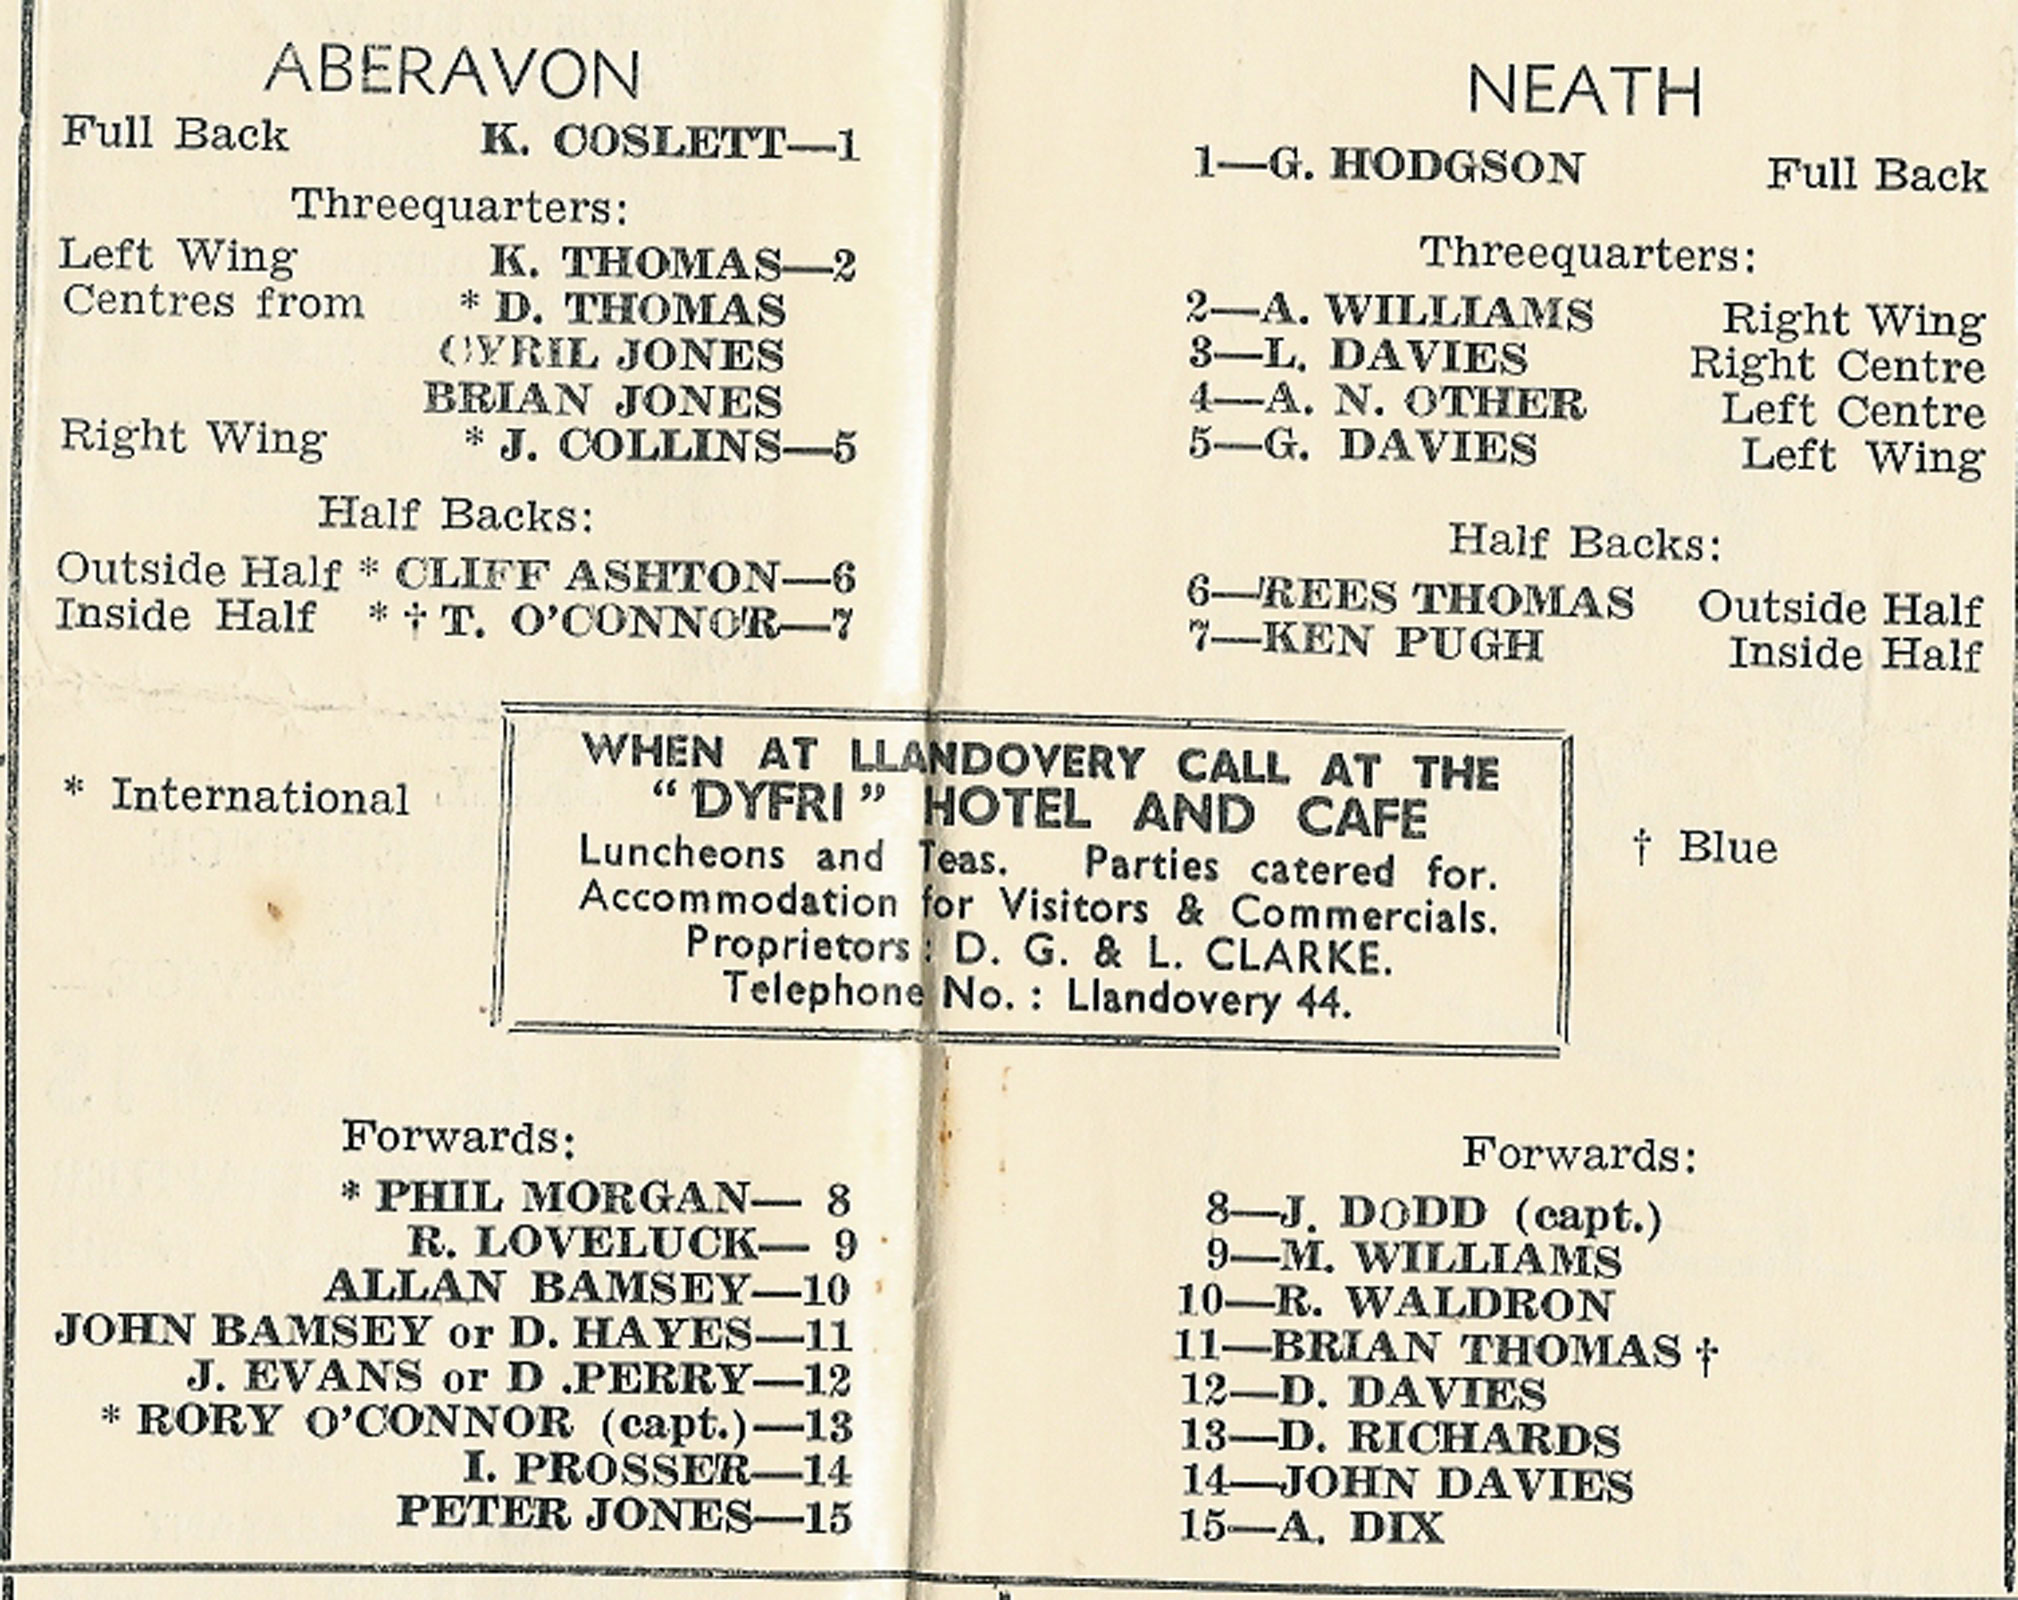 ABERAVON
Full Back K. COSLETT—1
Threequarters:
Left Wing K. THOMAS—2
Centres from * D. THOMAS
CYRIL JONES
BRIAN JONES
Right Wing * J. COLLINS—5
Half Backs:
Outside Half * CLIFF ASHTON—6
Inside Half * † T. O'CONNOR—7
NEATH
1—G. HODGSON Full Back
Threequarters:
2—A. WILLIAMS Right Wing
3—L. DAVIES Right Centre
4—A. N. OTHER Left Centre
5—G. DAVIES Left Wing
Half Backs:
6—REES THOMAS Outside Half
7—KEN PUGH Inside Half
* International
WHEN AT LLANDOVERY CALL AT THE
"DYFRI" HOTEL AND CAFE
Luncheons and Teas. Parties catered for.
Accommodation for Visitors & Commercials.
Proprietors: D. G. & L. CLARKE.
Telephone No. : Llandovery 44.
† Blue
Forwards:
* PHIL MORGAN— 8
R. LOVELUCK— 9
ALLAN BAMSEY—10
JOHN BAMSEY or D. HAYES—11
J. EVANS or D .PERRY—12
* RORY O'CONNOR (capt.)—13
I. PROSSER—14
PETER JONES—15
Forwards:
8—J. DODD (capt.)
9—M. WILLIAMS
10—R. WALDRON
11—BRIAN THOMAS †
12—D. DAVIES
13—D. RICHARDS
14—JOHN DAVIES
15—A. DIX